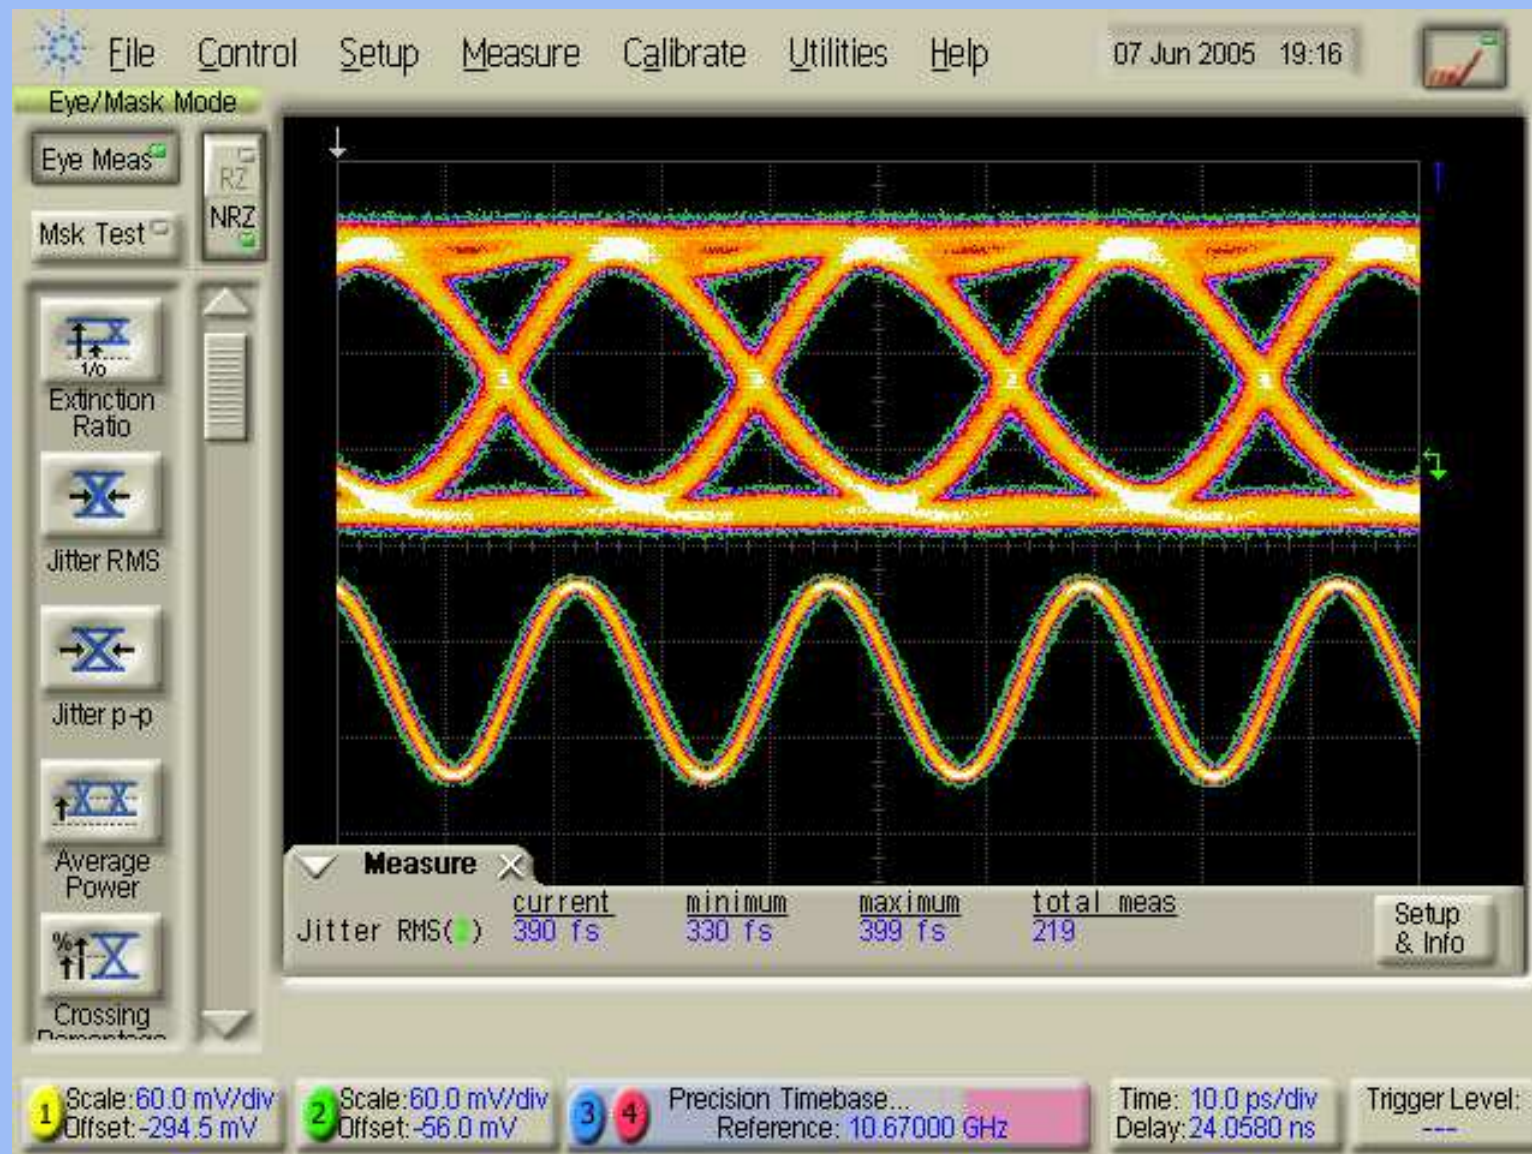 File Control Setup Measure Calibrate Utilities Help 07 Jun 2005 19:16
Eye/Mask Mode
Eye Meas
RZ
NRZ
Msk Test
1/0
Extinction
Ratio
Jitter RMS
Jitter p-p
Average
Power
%
Crossing
Measure
current minimum maximum total meas
Jitter RMS(2) 390 fs 330 fs 399 fs 219
Setup
& Info
1 Scale:60.0 mV/div
Offset:-294.5 mV
2 Scale:60.0 mV/div
Offset:-56.0 mV
3 4 Precision Timebase...
Reference: 10.67000 GHz
Time: 10.0 ps/div
Delay:24.0580 ns
Trigger Level:
---